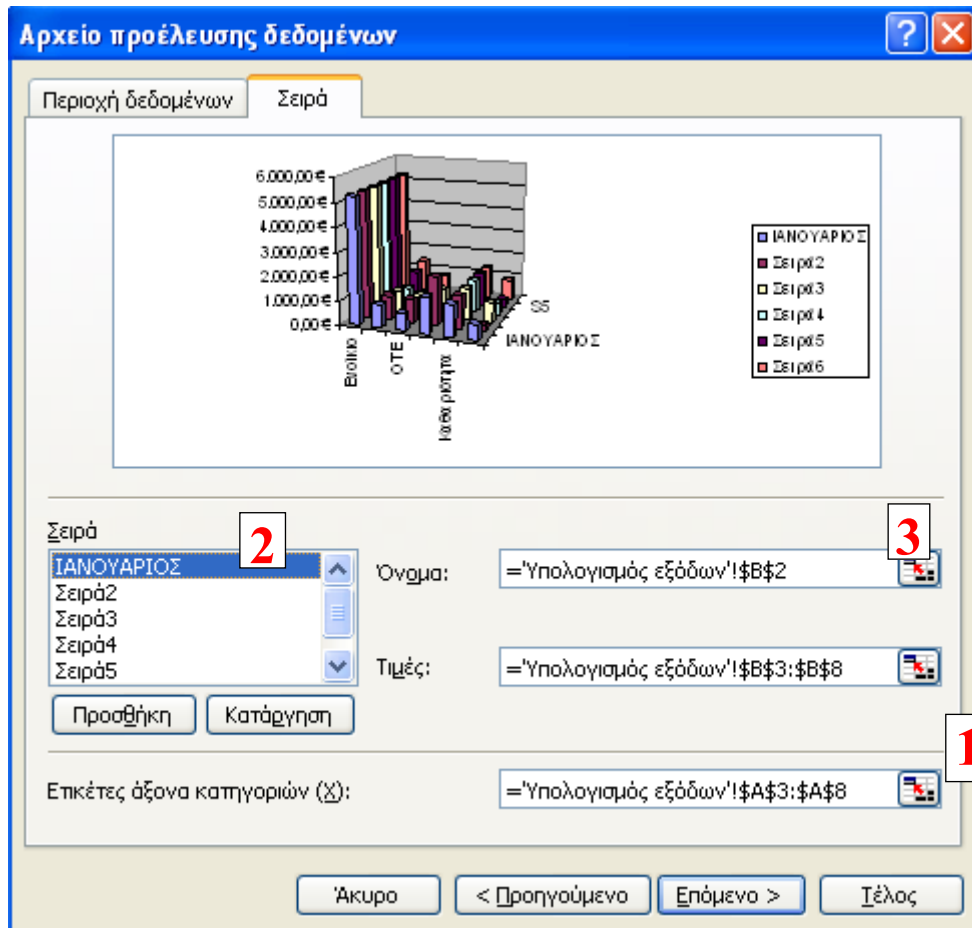 Αρχείο προέλευσης δεδομένων
Περιοχή δεδομένων
Σειρά
6.000,00 €
5.000,00 €
4.000,00 €
3.000,00 €
2.000,00 €
1.000,00 €
0,00 €
Ενοίκιο
ΟΤΕ
Καθαριότητα
S5
ΙΑΝΟΥΑΡΙΟΣ
ΙΑΝΟΥΑΡΙΟΣ
Σειρά2
Σειρά3
Σειρά4
Σειρά5
Σειρά6
Σειρά
2
3
ΙΑΝΟΥΑΡΙΟΣ
Σειρά2
Σειρά3
Σειρά4
Σειρά5
Όνομα:
='Υπολογισμός εξόδων'!$B$2
Τιμές:
='Υπολογισμός εξόδων'!$B$3:$B$8
Προσθήκη
Κατάργηση
1
Ετικέτες άξονα κατηγοριών (X):
='Υπολογισμός εξόδων'!$A$3:$A$8
Άκυρο
< Προηγούμενο
Επόμενο >
Τέλος